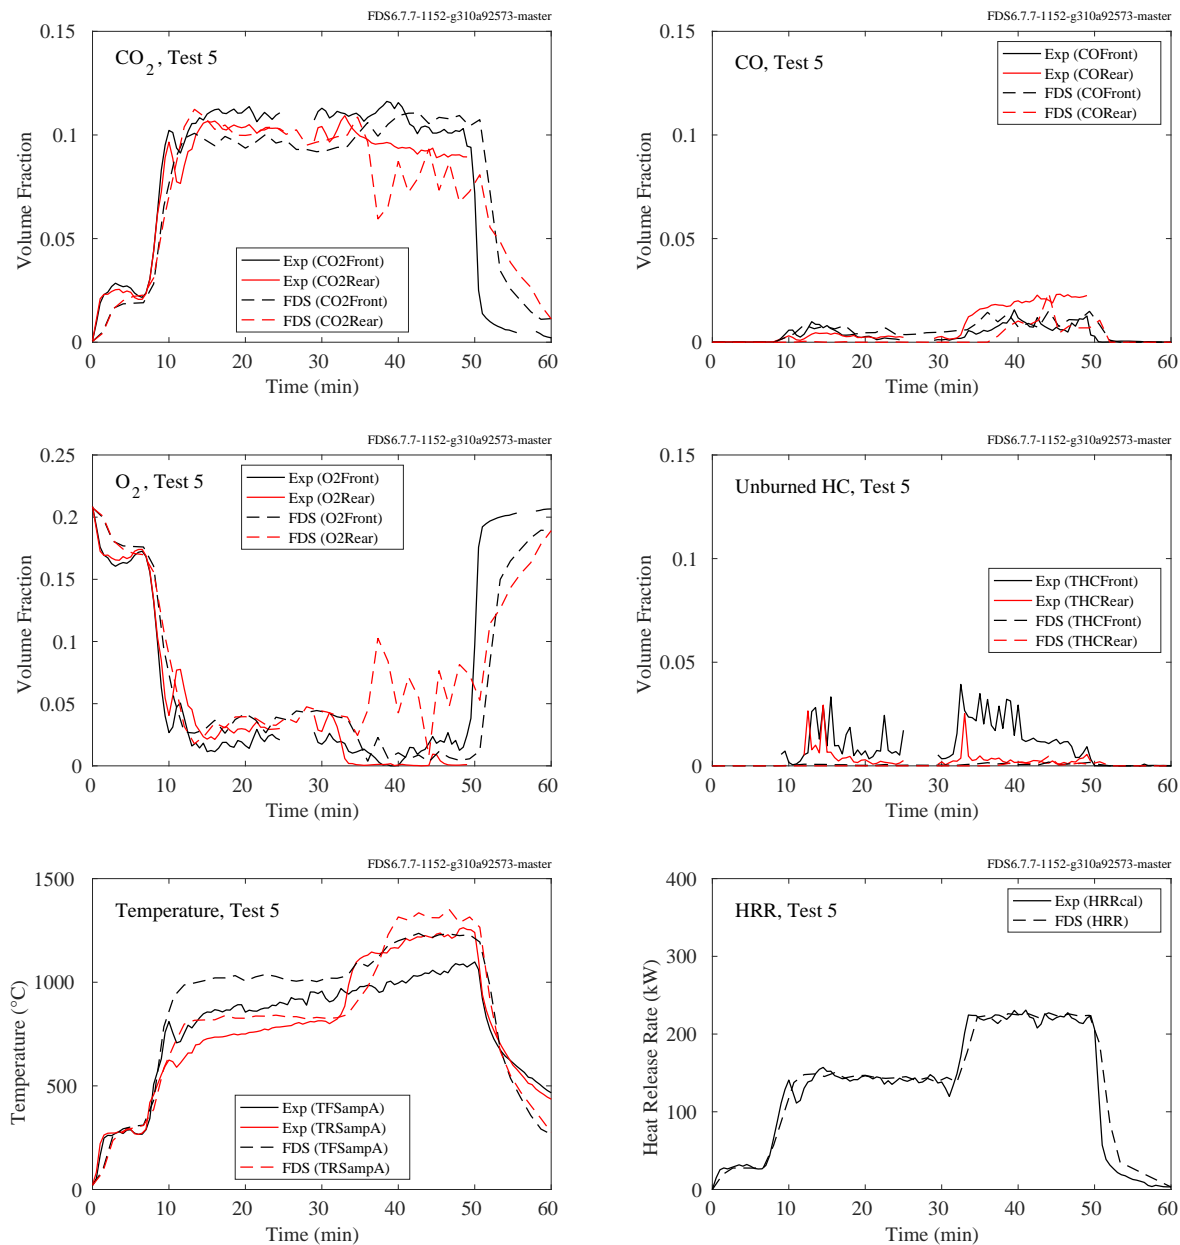 FDS6.7.7-1152-g310a92573-master
CO2, Test 5
Volume Fraction
0.15
0.1
0.05
0
Exp (CO2Front)
Exp (CO2Rear)
FDS (CO2Front)
FDS (CO2Rear)
0 10 20 30 40 50 60
Time (min)
FDS6.7.7-1152-g310a92573-master
CO, Test 5
Volume Fraction
0.15
0.1
0.05
0
Exp (COFront)
Exp (CORear)
FDS (COFront)
FDS (CORear)
0 10 20 30 40 50 60
Time (min)
FDS6.7.7-1152-g310a92573-master
O2, Test 5
Volume Fraction
0.25
0.2
0.15
0.1
0.05
0
Exp (O2Front)
Exp (O2Rear)
FDS (O2Front)
FDS (O2Rear)
0 10 20 30 40 50 60
Time (min)
FDS6.7.7-1152-g310a92573-master
Unburned HC, Test 5
Volume Fraction
0.15
0.1
0.05
0
Exp (THCFront)
Exp (THCRear)
FDS (THCFront)
FDS (THCRear)
0 10 20 30 40 50 60
Time (min)
FDS6.7.7-1152-g310a92573-master
Temperature, Test 5
Temperature (°C)
1500
1000
500
0
Exp (TFSampA)
Exp (TRSampA)
FDS (TFSampA)
FDS (TRSampA)
0 10 20 30 40 50 60
Time (min)
FDS6.7.7-1152-g310a92573-master
HRR, Test 5
Heat Release Rate (kW)
400
300
200
100
0
Exp (HRRcal)
FDS (HRR)
0 10 20 30 40 50 60
Time (min)